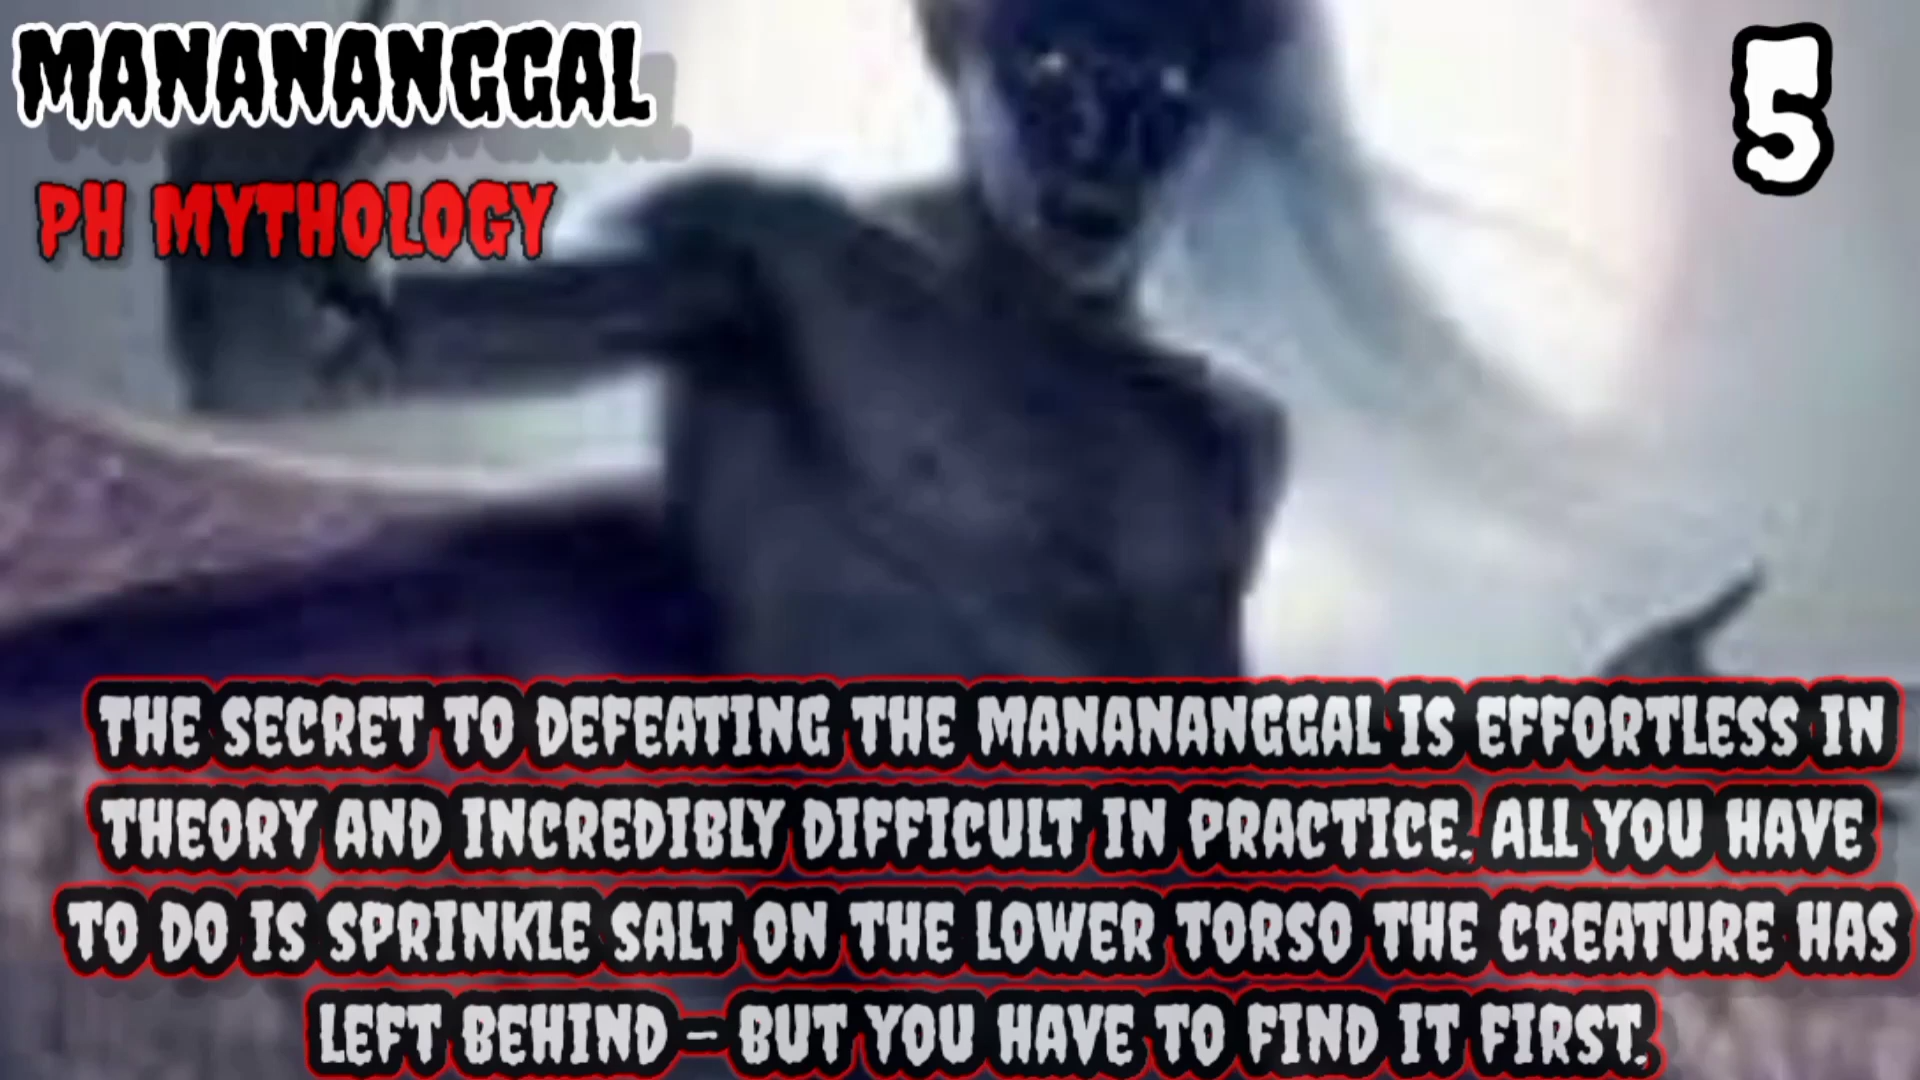 MANANANGGAL
5
PH MYTHOLOGY
THE SECRET TO DEFEATING THE MANANANGGAL IS EFFORTLESS IN
THEORY AND INCREDIBLY DIFFICULT IN PRACTICE. ALL YOU HAVE
TO DO IS SPRINKLE SALT ON THE LOWER TORSO THE CREATURE HAS
LEFT BEHIND – BUT YOU HAVE TO FIND IT FIRST.